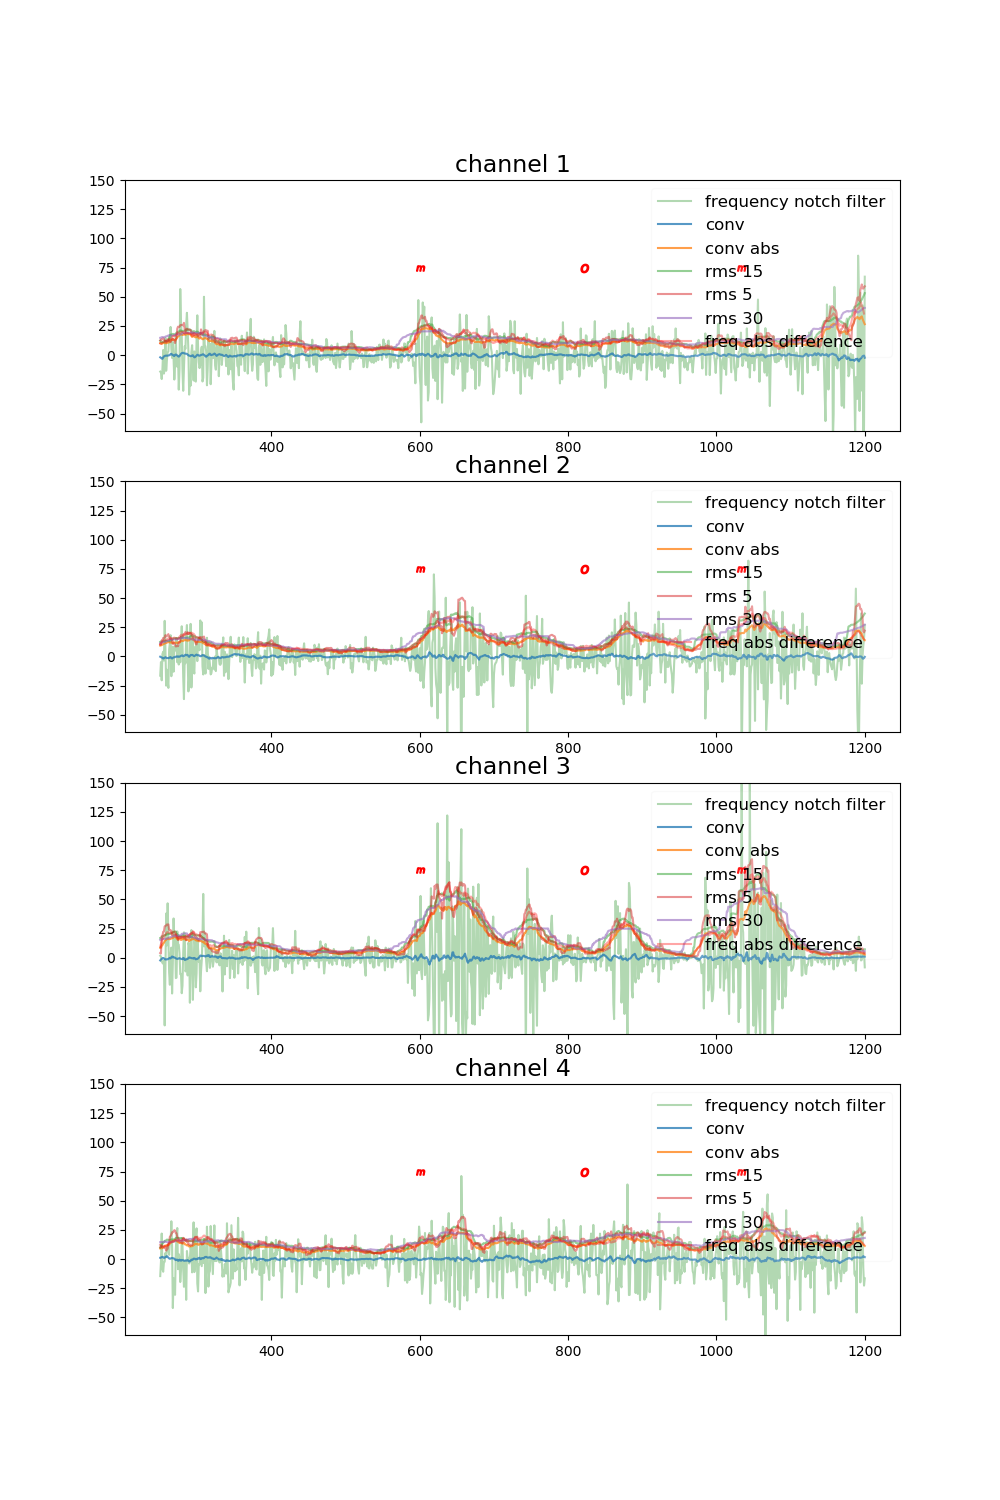 channel 1
150
125
100
75
50
25
0
−25
−50
frequency notch filter
conv
conv abs
rms 15
rms 5
rms 30
freq abs difference
m
o
m
400 600 800 1000 1200
channel 2
150
125
100
75
50
25
0
−25
−50
frequency notch filter
conv
conv abs
rms 15
rms 5
rms 30
freq abs difference
m
o
m
400 600 800 1000 1200
channel 3
150
125
100
75
50
25
0
−25
−50
frequency notch filter
conv
conv abs
rms 15
rms 5
rms 30
freq abs difference
m
o
m
400 600 800 1000 1200
channel 4
150
125
100
75
50
25
0
−25
−50
frequency notch filter
conv
conv abs
rms 15
rms 5
rms 30
freq abs difference
m
o
m
400 600 800 1000 1200